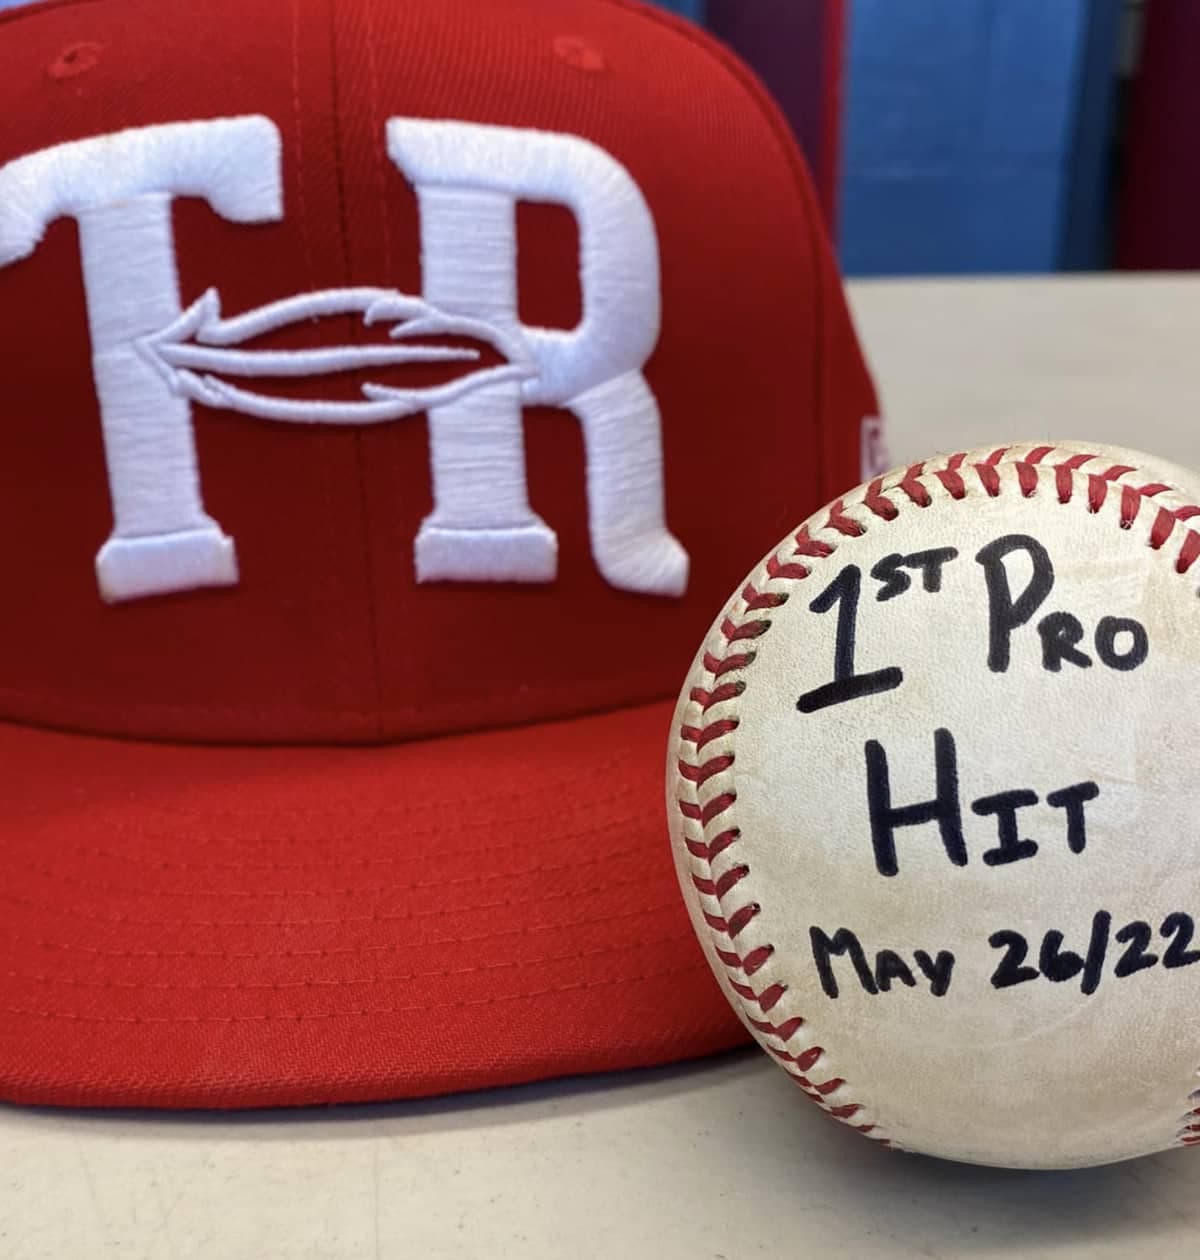 TR
1ST PRO
HIT
MAY 26/22